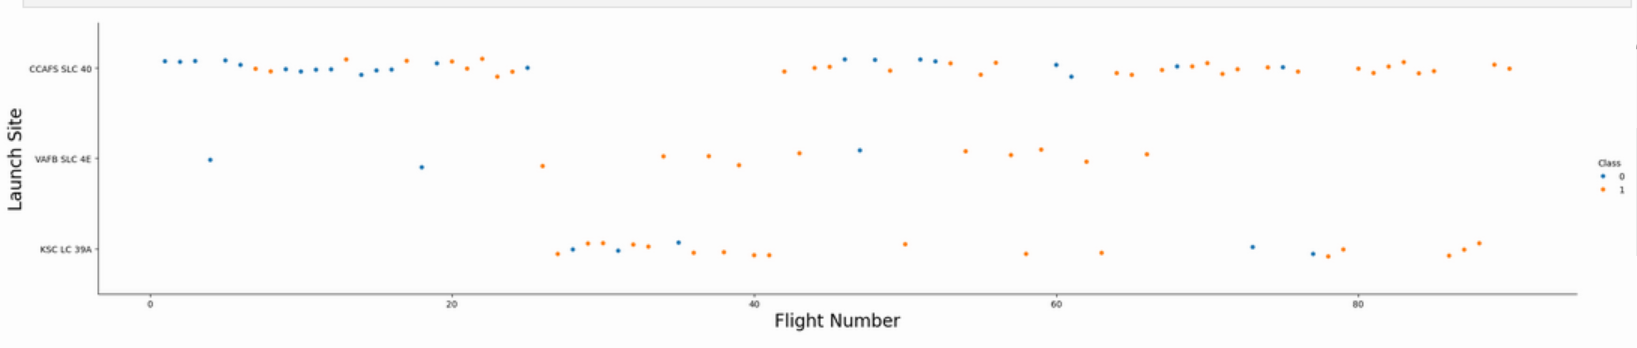 CCAFS SLC 40
VAFB SLC 4E
KSC LC 39A
Launch Site
0 20 40 60 80
Flight Number
Class
0
1